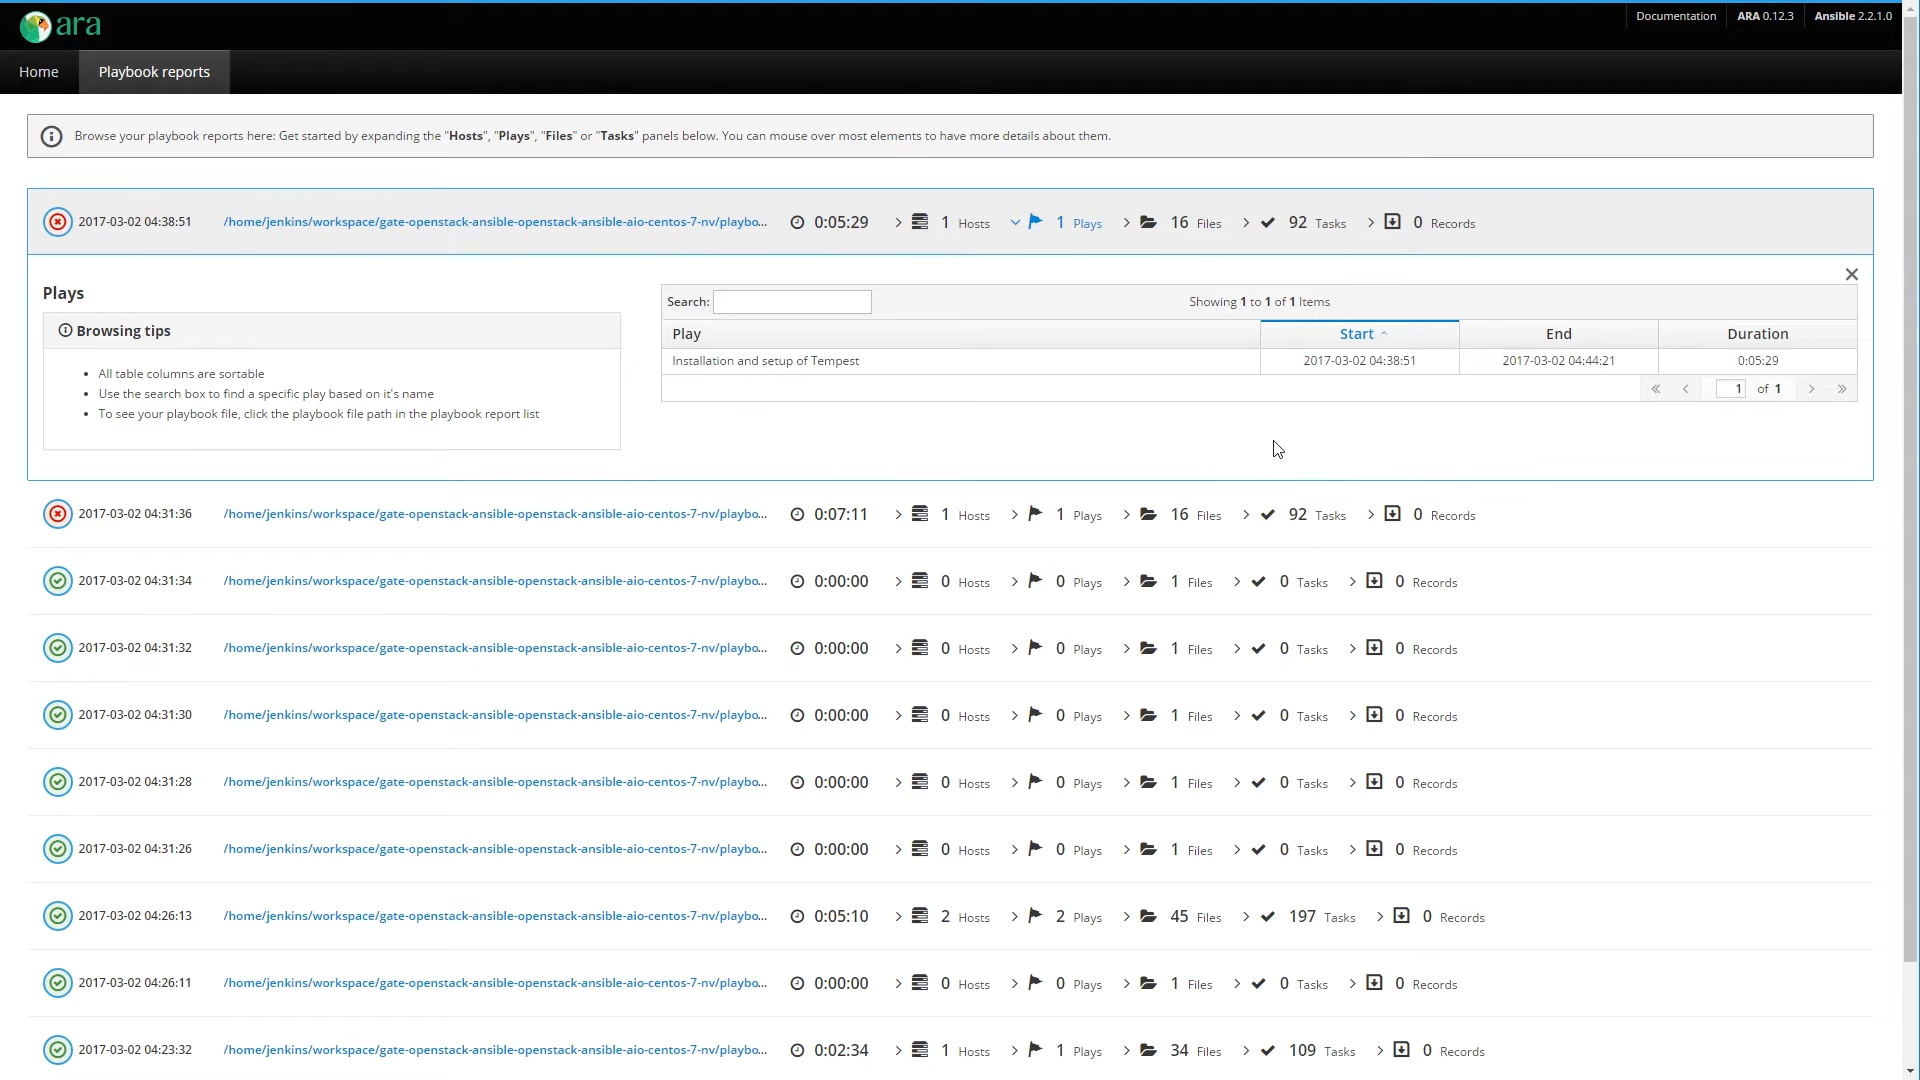 ara
Documentation
ARA 0.12.3
Ansible 2.2.1.0
Home
Playbook reports
Browse your playbook reports here: Get started by expanding the "Hosts", "Plays", "Files" or "Tasks" panels below. You can mouse over most elements to have more details about them.
2017-03-02 04:38:51 /home/jenkins/workspace/gate-openstack-ansible-openstack-ansible-aio-centos-7-nv/playbo... 0:05:29 1 Hosts 1 Plays 16 Files 92 Tasks 0 Records
Plays
Browsing tips
All table columns are sortable
Use the search box to find a specific play based on it's name
To see your playbook file, click the playbook file path in the playbook report list
Search: Showing 1 to 1 of 1 Items
Play Start End Duration
Installation and setup of Tempest 2017-03-02 04:38:51 2017-03-02 04:44:21 0:05:29
1 of 1
2017-03-02 04:31:36 /home/jenkins/workspace/gate-openstack-ansible-openstack-ansible-aio-centos-7-nv/playbo... 0:07:11 1 Hosts 1 Plays 16 Files 92 Tasks 0 Records
2017-03-02 04:31:34 /home/jenkins/workspace/gate-openstack-ansible-openstack-ansible-aio-centos-7-nv/playbo... 0:00:00 0 Hosts 0 Plays 1 Files 0 Tasks 0 Records
2017-03-02 04:31:32 /home/jenkins/workspace/gate-openstack-ansible-openstack-ansible-aio-centos-7-nv/playbo... 0:00:00 0 Hosts 0 Plays 1 Files 0 Tasks 0 Records
2017-03-02 04:31:30 /home/jenkins/workspace/gate-openstack-ansible-openstack-ansible-aio-centos-7-nv/playbo... 0:00:00 0 Hosts 0 Plays 1 Files 0 Tasks 0 Records
2017-03-02 04:31:28 /home/jenkins/workspace/gate-openstack-ansible-openstack-ansible-aio-centos-7-nv/playbo... 0:00:00 0 Hosts 0 Plays 1 Files 0 Tasks 0 Records
2017-03-02 04:31:26 /home/jenkins/workspace/gate-openstack-ansible-openstack-ansible-aio-centos-7-nv/playbo... 0:00:00 0 Hosts 0 Plays 1 Files 0 Tasks 0 Records
2017-03-02 04:26:13 /home/jenkins/workspace/gate-openstack-ansible-openstack-ansible-aio-centos-7-nv/playbo... 0:05:10 2 Hosts 2 Plays 45 Files 197 Tasks 0 Records
2017-03-02 04:26:11 /home/jenkins/workspace/gate-openstack-ansible-openstack-ansible-aio-centos-7-nv/playbo... 0:00:00 0 Hosts 0 Plays 1 Files 0 Tasks 0 Records
2017-03-02 04:23:32 /home/jenkins/workspace/gate-openstack-ansible-openstack-ansible-aio-centos-7-nv/playbo... 0:02:34 1 Hosts 1 Plays 34 Files 109 Tasks 0 Records